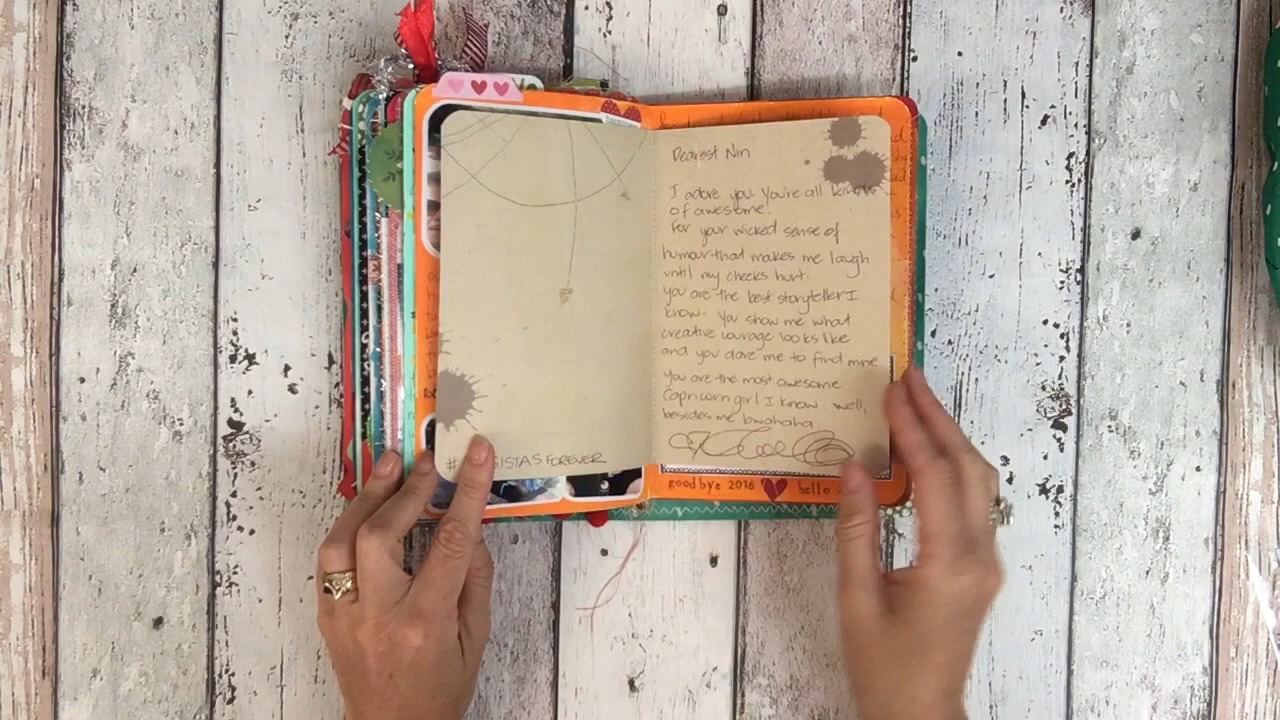 Dearest Nin
I adore you. You're all kinds
of awesome.
For your wicked sense of
humour that makes me laugh
until my cheeks hurt.
you are the best storyteller I
know. You show me what
creative courage looks like
and you dare me to find mine
you are the most awesome
Capricorn girl I know well,
besides me bwahaha
SISTAS FOREVER
goodbye 2016 hello